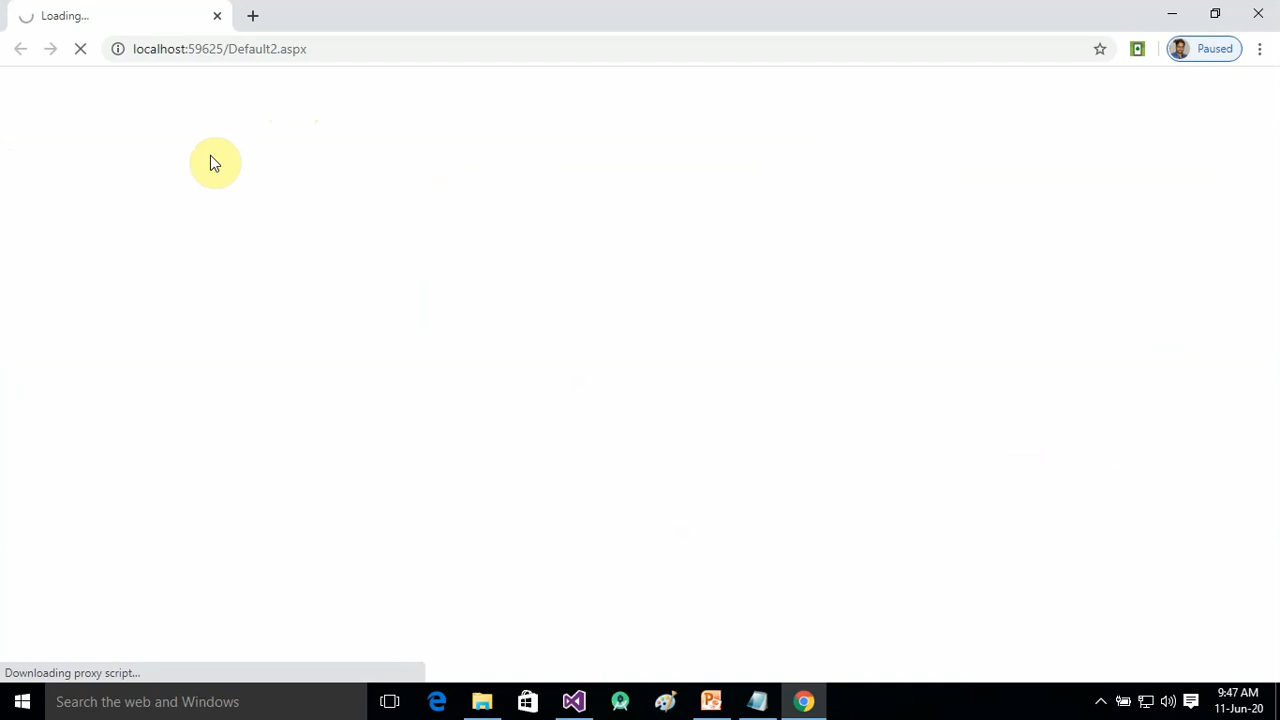 Loading...
localhost:59625/Default2.aspx
Paused
Downloading proxy script...
Search the web and Windows
9:47 AM
11-Jun-20